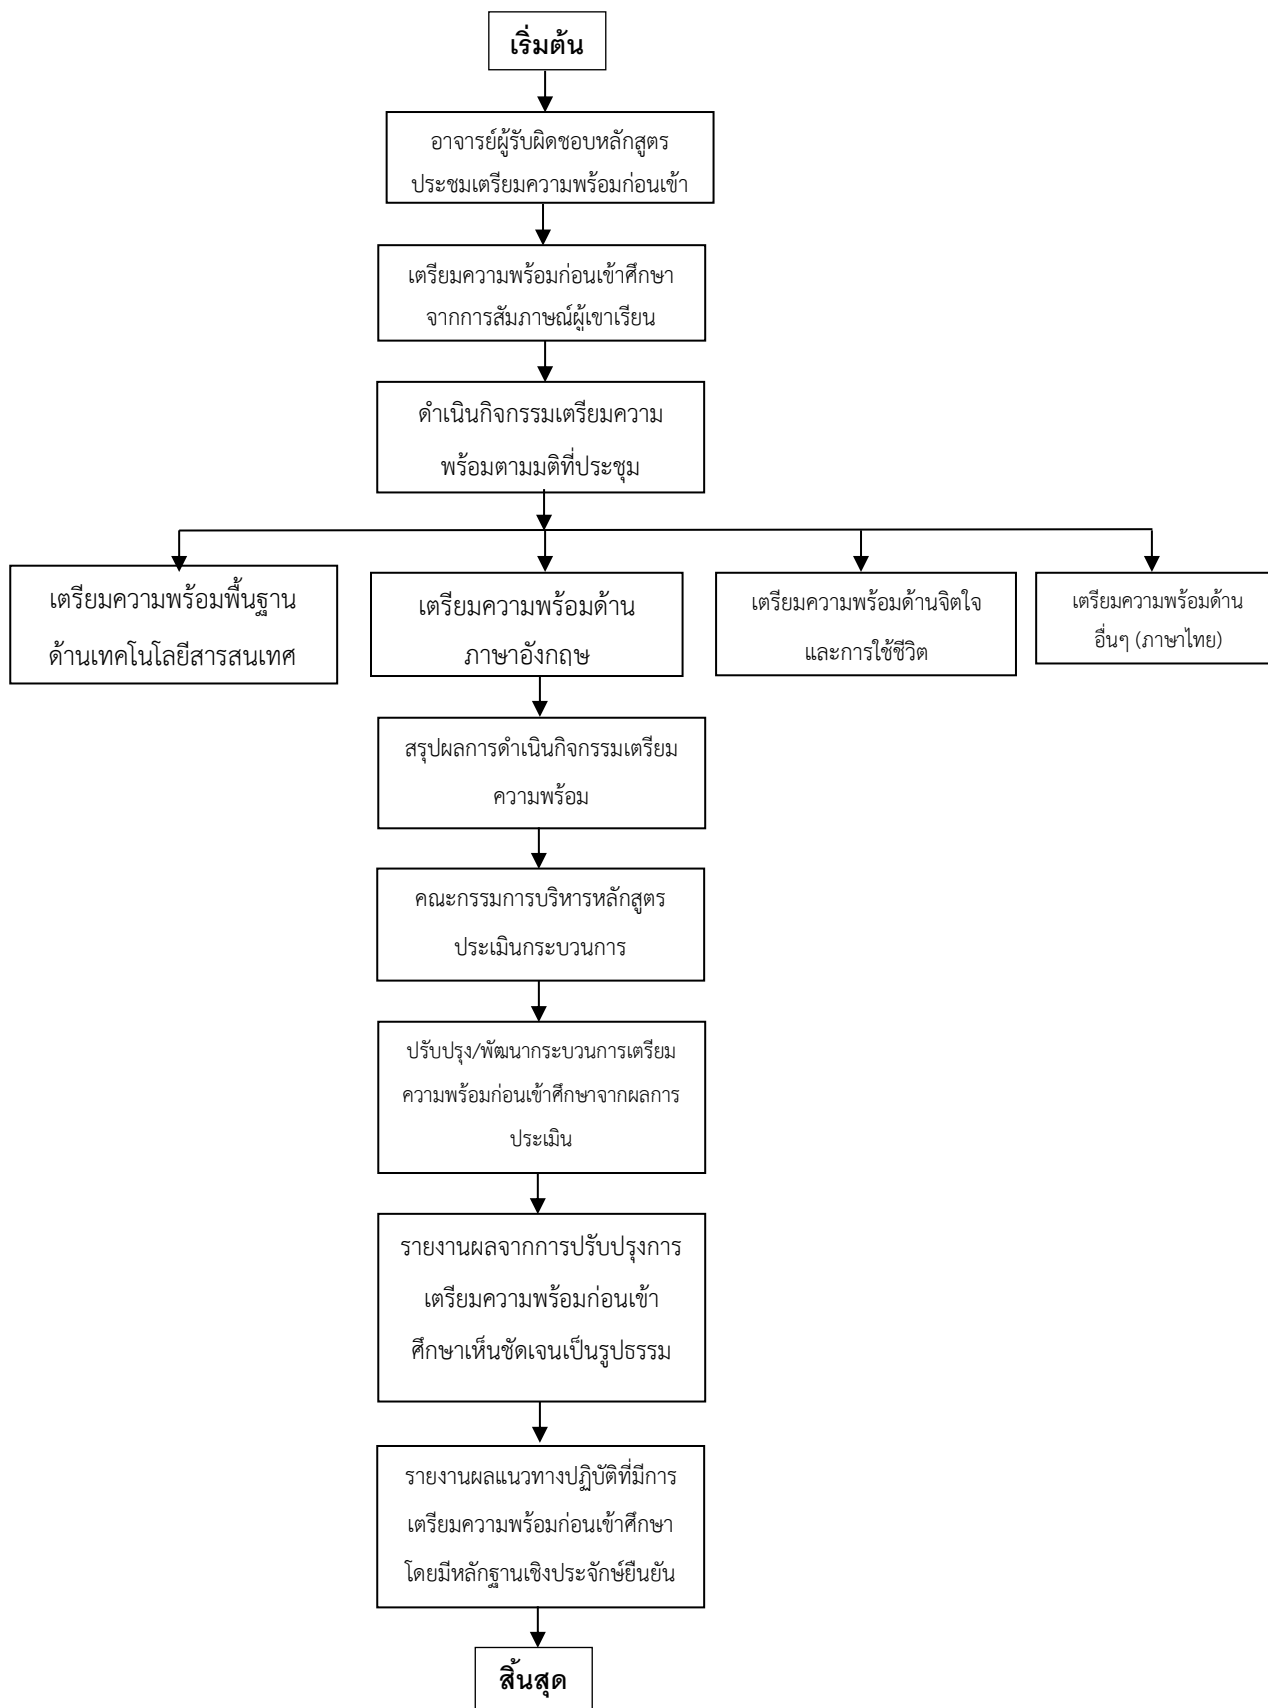 เริ่มต้น
อาจารย์ผู้รับผิดชอบหลักสูตร
ประชมเตรียมความพร้อมก่อนเข้า
เตรียมความพร้อมก่อนเข้าศึกษา
จากการสัมภาษณ์ผู้เขาเรียน
ดำเนินกิจกรรมเตรียมความ
พร้อมตามมติที่ประชุม
เตรียมความพร้อมพื้นฐาน
ด้านเทคโนโลยีสารสนเทศ
เตรียมความพร้อมด้าน
ภาษาอังกฤษ
เตรียมความพร้อมด้านจิตใจ
และการใช้ชีวิต
เตรียมความพร้อมด้าน
อื่นๆ (ภาษาไทย)
สรุปผลการดำเนินกิจกรรมเตรียม
ความพร้อม
คณะกรรมการบริหารหลักสูตร
ประเมินกระบวนการ
ปรับปรุง/พัฒนากระบวนการเตรียม
ความพร้อมก่อนเข้าศึกษาจากผลการ
ประเมิน
รายงานผลจากการปรับปรุงการ
เตรียมความพร้อมก่อนเข้า
ศึกษาเห็นชัดเจนเป็นรูปธรรม
รายงานผลแนวทางปฏิบัติที่มีการ
เตรียมความพร้อมก่อนเข้าศึกษา
โดยมีหลักฐานเชิงประจักษ์ยืนยัน
สิ้นสุด